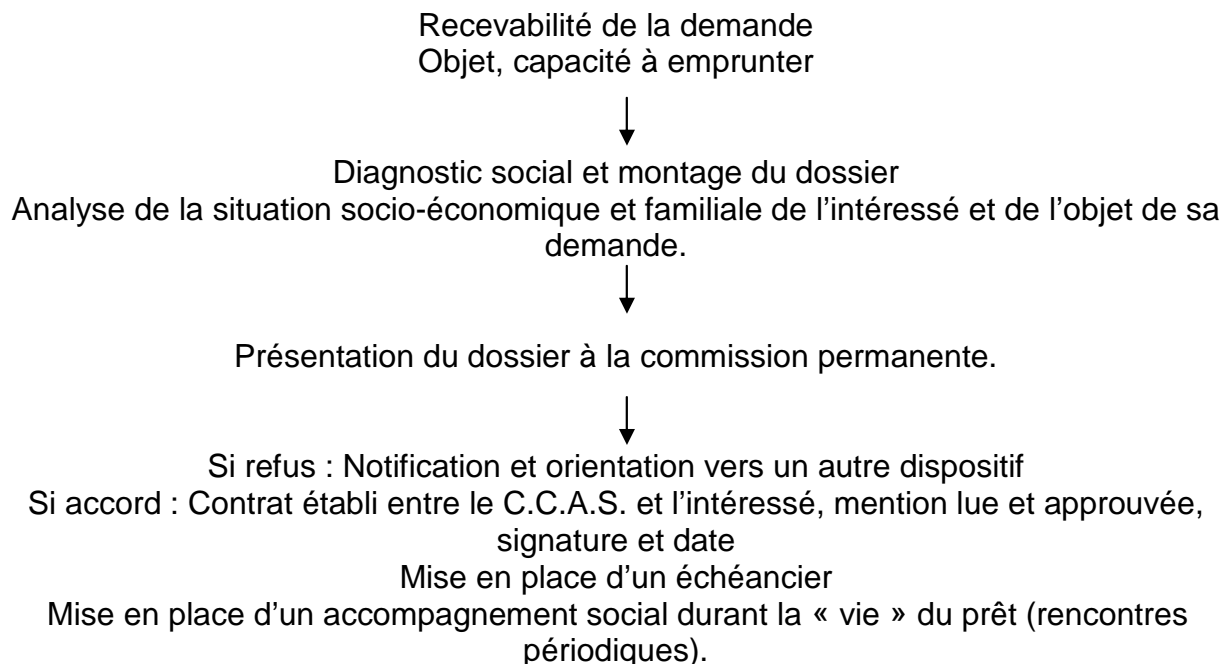 Recevabilité de la demande
Objet, capacité à emprunter
Diagnostic social et montage du dossier
Analyse de la situation socio-économique et familiale de l’intéressé et de l’objet de sa
demande.
Présentation du dossier à la commission permanente.
Si refus : Notification et orientation vers un autre dispositif
Si accord : Contrat établi entre le C.C.A.S. et l’intéressé, mention lue et approuvée,
signature et date
Mise en place d’un échéancier
Mise en place d’un accompagnement social durant la « vie » du prêt (rencontres
périodiques).